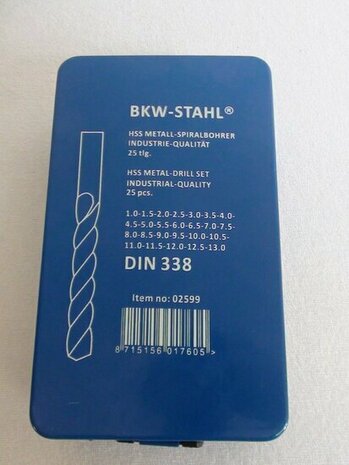 BKW-STAHL®
HSS METALL-SPIRALBOHRER
INDUSTRIE-QUALITÄT
25 tlg.
HSS METAL-DRILL SET
INDUSTRIAL-QUALITY
25 pcs.
1.0-1.5-2.0-2.5-3.0-3.5-4.0-
4.5-5.0-5.5-6.0-6.5-7.0-7.5-
8.0-8.5-9.0-9.5-10.0-10.5-
11.0-11.5-12.0-12.5-13.0
DIN 338
Item no: 02599
8 715156 017605 >